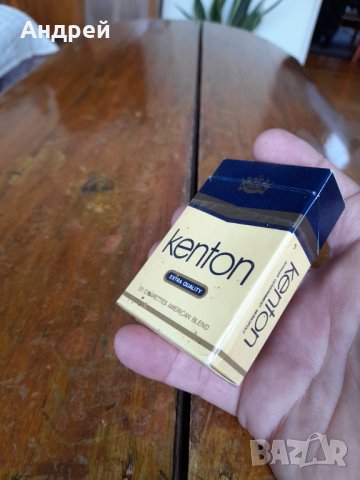 Андрей
kenton
EXTRA QUALITY
20 CIGARETTES AMERICAN BLEND
kenton
BAZAR